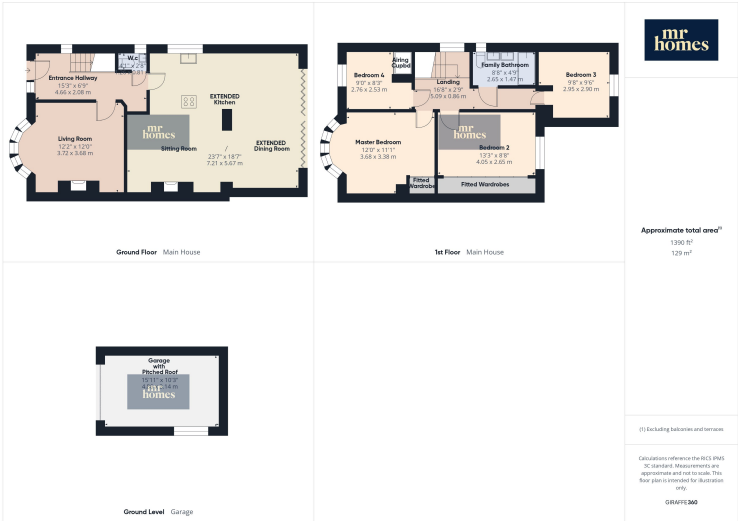 W.c
Entrance Hallway
15'3" x 6'9"
4.66 x 2.08 m
EXTENDED
Kitchen
Living Room
12'2" x 12'0"
3.72 x 3.68 m
mr
homes
Sitting Room
EXTENDED
Dining Room
23'7" x 18'7"
7.21 x 5.67 m
Ground Floor Main House
Bedroom 4
9'0" x 8'3"
2.76 x 2.53 m
Airing
Cupbd
Landing
16'8" x 2'9"
5.09 x 0.86 m
Family Bathroom
8'8" x 4'9"
2.65 x 1.47 m
Bedroom 3
9'8" x 9'6"
2.95 x 2.90 m
Master Bedroom
12'0" x 11'1"
3.68 x 3.38 m
mr
homes
Bedroom 2
13'3" x 8'8"
4.05 x 2.65 m
Fitted
Wardrobe
Fitted Wardrobes
1st Floor Main House
Garage
with
Pitched Roof
15'11" x 10'3"
mr
homes
Ground Level Garage
mr
homes
Approximate total area(1)
1390 ft²
129 m²
(1) Excluding balconies and terraces
Calculations reference the RICS IPMS
3C standard. Measurements are
approximate and not to scale. This
floor plan is intended for illustration
only.
GIRAFFE360